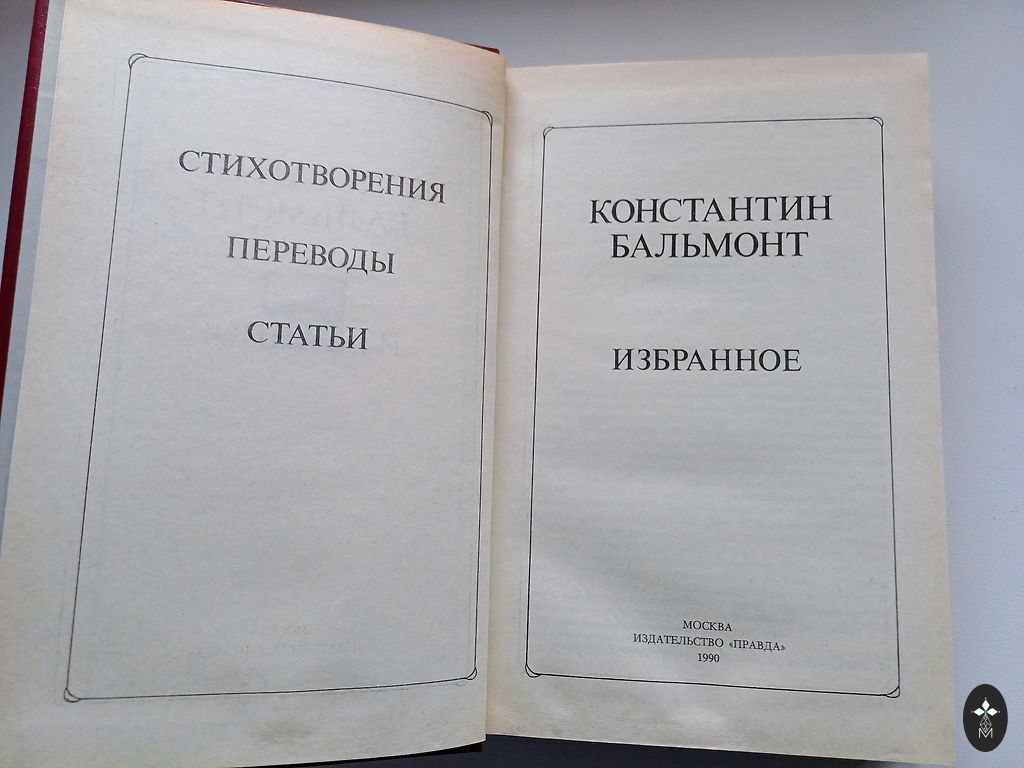 СТИХОТВОРЕНИЯ
ПЕРЕВОДЫ
СТАТЬИ
КОНСТАНТИН
БАЛЬМОНТ
ИЗБРАННОЕ
МОСКВА
ИЗДАТЕЛЬСТВО «ПРАВДА»
1990
М